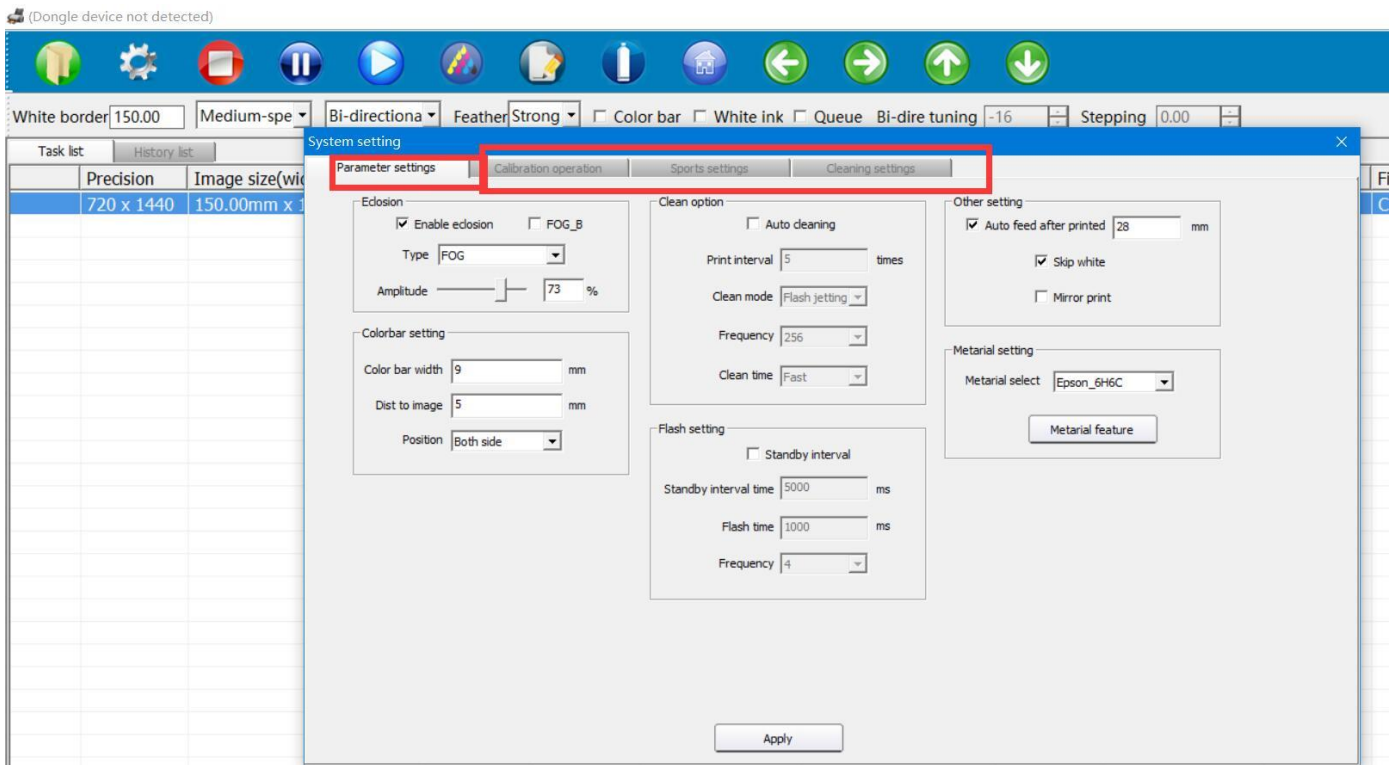 (Dongle device not detected)
White border 150.00 Medium-spe Bi-directiona Feather Strong Color bar White ink Queue Bi-dire tuning -16 Stepping 0.00
Task list History list
System setting
Precision Image size(wid
720 x 1440 150.00mm x 1
Parameter settings Calibration operation Sports settings Cleaning settings
Fi
C
Eclosion
Enable eclosion FOG_B
Type FOG
Amplitude 73 %
Colorbar setting
Color bar width 9 mm
Dist to image 5 mm
Position Both side
Clean option
Auto cleaning
Print interval 5 times
Clean mode Flash jetting
Frequency 256
Clean time Fast
Flash setting
Standby interval
Standby interval time 5000 ms
Flash time 1000 ms
Frequency 4
Other setting
Auto feed after printed 28 mm
Skip white
Mirror print
Metarial setting
Metarial select Epson_6H6C
Metarial feature
Apply